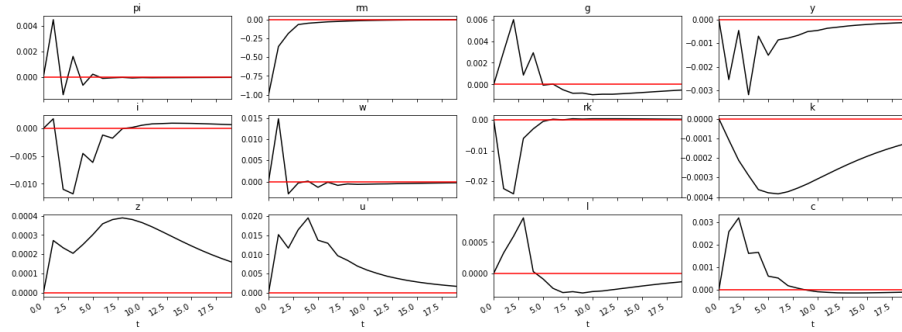 pi
rm
g
y
0.004
0.002
0.000
0.00
−0.25
−0.50
−0.75
−1.00
0.006
0.004
0.002
0.000
0.000
−0.001
−0.002
−0.003
i
w
rk
k
0.000
−0.005
−0.010
0.015
0.010
0.005
0.000
0.00
−0.01
−0.02
0.0000
−0.0002
−0.0003
−0.0004
z
u
l
c
0.0004
0.0003
0.0002
0.0001
0.0000
0.020
0.015
0.010
0.005
0.000
0.0005
0.0000
0.003
0.002
0.001
0.000
0.0 2.5 5.0 7.5 10.0 12.5 15.0 17.5
0.0 2.5 5.0 7.5 10.0 12.5 15.0 17.5
0.0 2.5 5.0 7.5 10.0 12.5 15.0 17.5
0.0 2.5 5.0 7.5 10.0 12.5 15.0 17.5
t
t
t
t